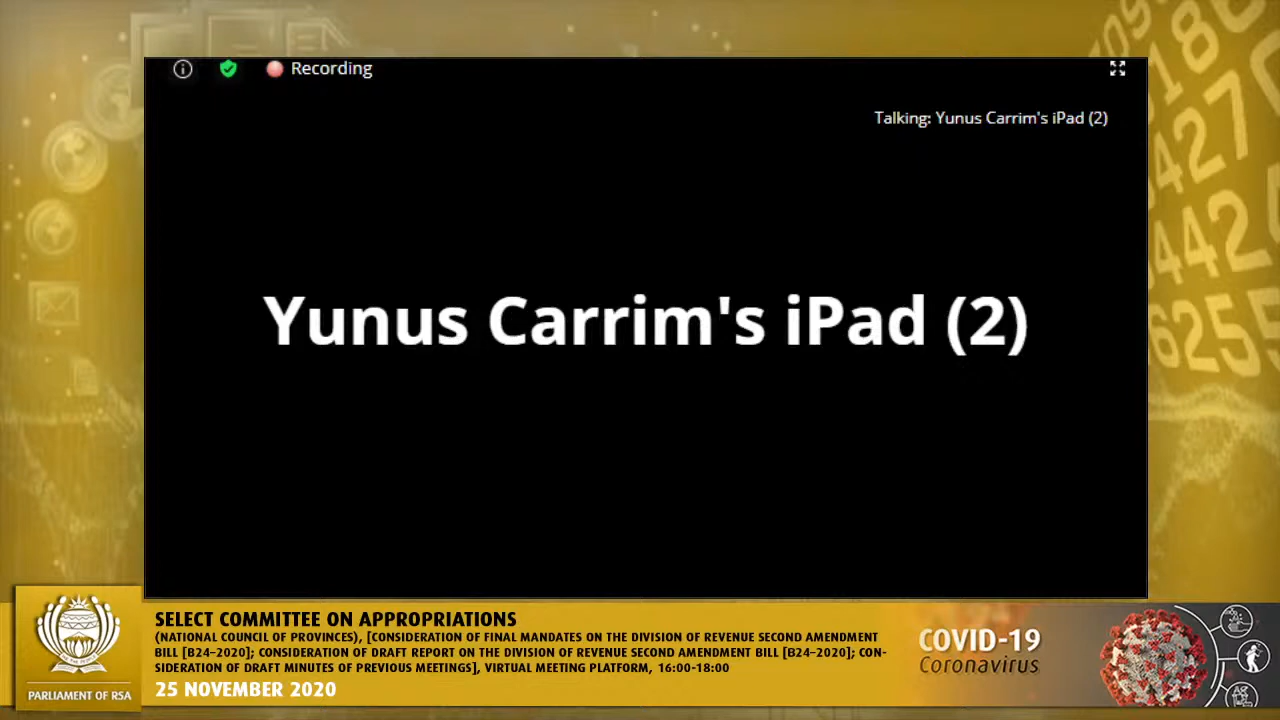 Recording
Talking: Yunus Carrim's iPad (2)
Yunus Carrim's iPad (2)
SELECT COMMITTEE ON APPROPRIATIONS
(NATIONAL COUNCIL OF PROVINCES), [CONSIDERATION OF FINAL MANDATES ON THE DIVISION OF REVENUE SECOND AMENDMENT
BILL [B24–2020]; CONSIDERATION OF DRAFT REPORT ON THE DIVISION OF REVENUE SECOND AMENDMENT BILL [B24–2020]; CON-
SIDERATION OF DRAFT MINUTES OF PREVIOUS MEETINGS], VIRTUAL MEETING PLATFORM, 16:00-18:00
25 NOVEMBER 2020
PARLIAMENT OF RSA
COVID-19
Coronavirus